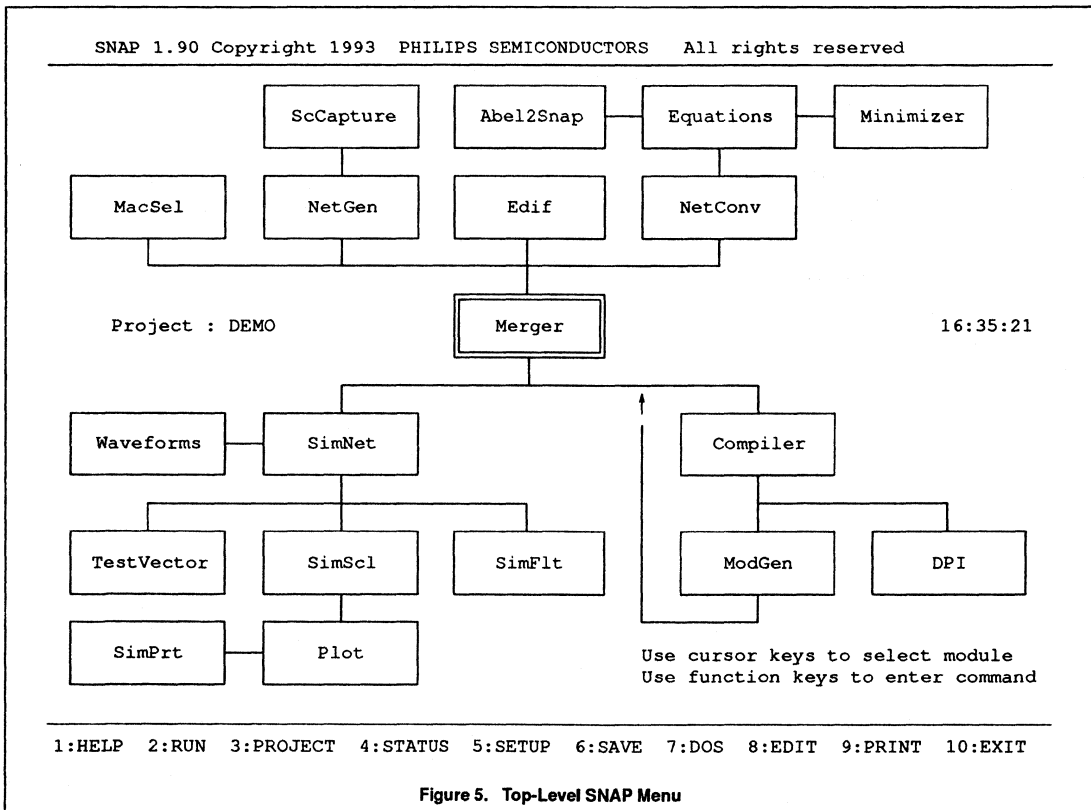 SNAP 1.90 Copyright 1993 PHILIPS SEMICONDUCTORS All rights reserved
ScCapture
Abel2Snap
Equations
Minimizer
MacSel
NetGen
Edif
NetConv
Project : DEMO
Merger
16:35:21
Waveforms
SimNet
Compiler
TestVector
SimScl
SimFlt
ModGen
DPI
SimPrt
Plot
Use cursor keys to select module
Use function keys to enter command
1:HELP 2:RUN 3:PROJECT 4:STATUS 5:SETUP 6:SAVE 7:DOS 8:EDIT 9:PRINT 10:EXIT
Figure 5. Top-Level SNAP Menu